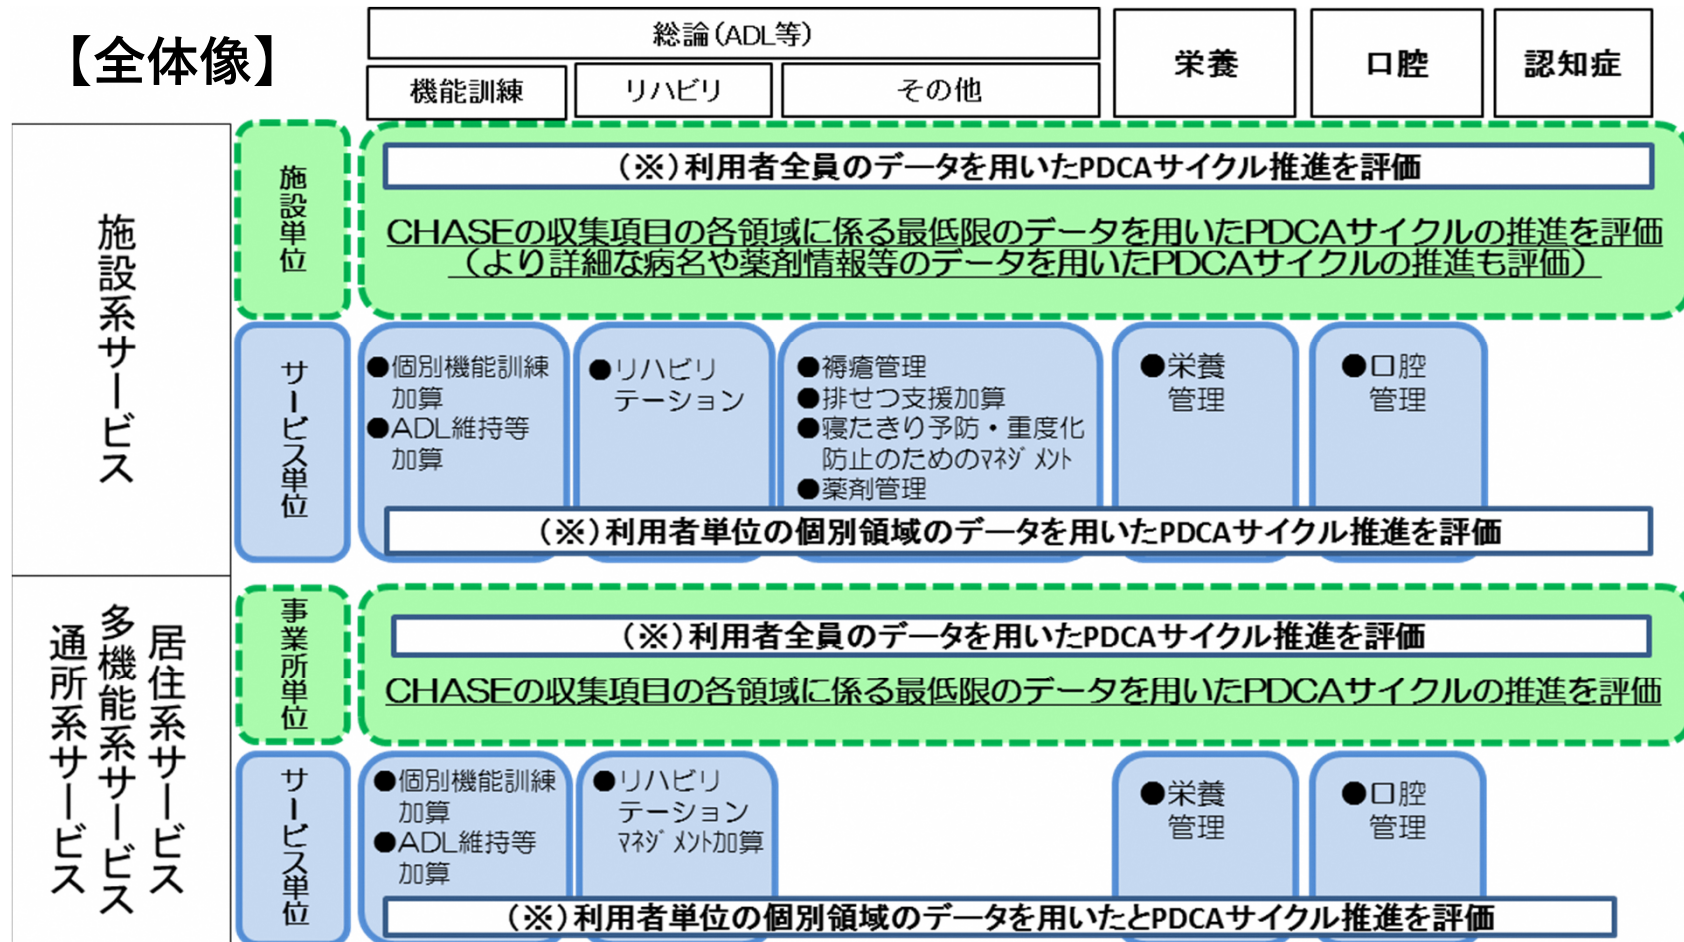 【全体像】
総論（ADL等）
機能訓練
リハビリ
その他
栄養
口腔
認知症
施設系サービス
施設単位
（※）利用者全員のデータを用いたPDCAサイクル推進を評価
CHASEの収集項目の各領域に係る最低限のデータを用いたPDCAサイクルの推進を評価
（より詳細な病名や薬剤情報等のデータを用いたPDCAサイクルの推進も評価）
サービス単位
●個別機能訓練
加算
●ADL維持等
加算
●リハビリ
テーション
●褥瘡管理
●排せつ支援加算
●寝たきり予防・重度化
防止のためのﾏﾈｼﾞﾒﾝﾄ
●薬剤管理
●栄養
管理
●口腔
管理
（※）利用者単位の個別領域のデータを用いたPDCAサイクル推進を評価
居住系サービス
多機能系サービス
通所系サービス
事業所単位
（※）利用者全員のデータを用いたPDCAサイクル推進を評価
CHASEの収集項目の各領域に係る最低限のデータを用いたPDCAサイクルの推進を評価
サービス単位
●個別機能訓練
加算
●ADL維持等
加算
●リハビリ
テーション
ﾏﾈｼﾞﾒﾝﾄ加算
●栄養
管理
●口腔
管理
（※）利用者単位の個別領域のデータを用いたとPDCAサイクル推進を評価